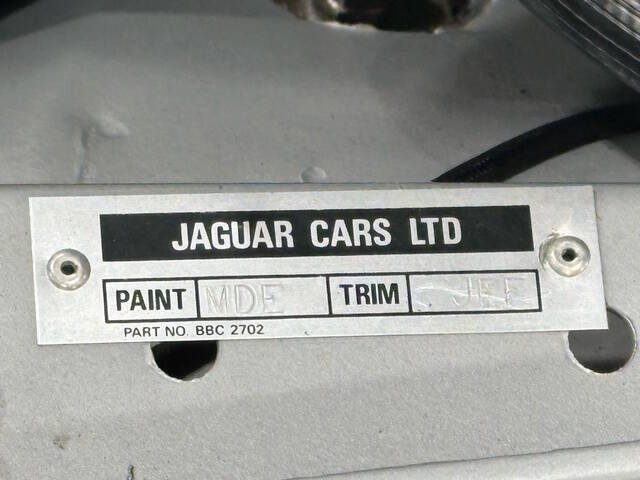 JAGUAR CARS LTD
PAINT MDE TRIM
PART NO. BBC 2702